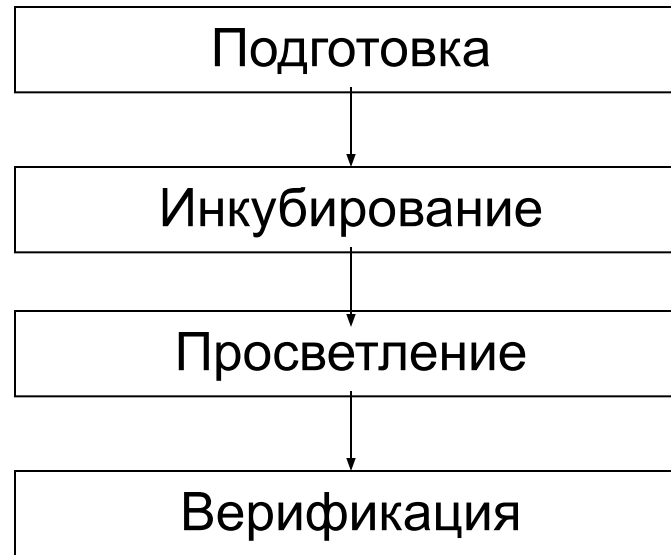 Подготовка
Инкубирование
Просветление
Верификация